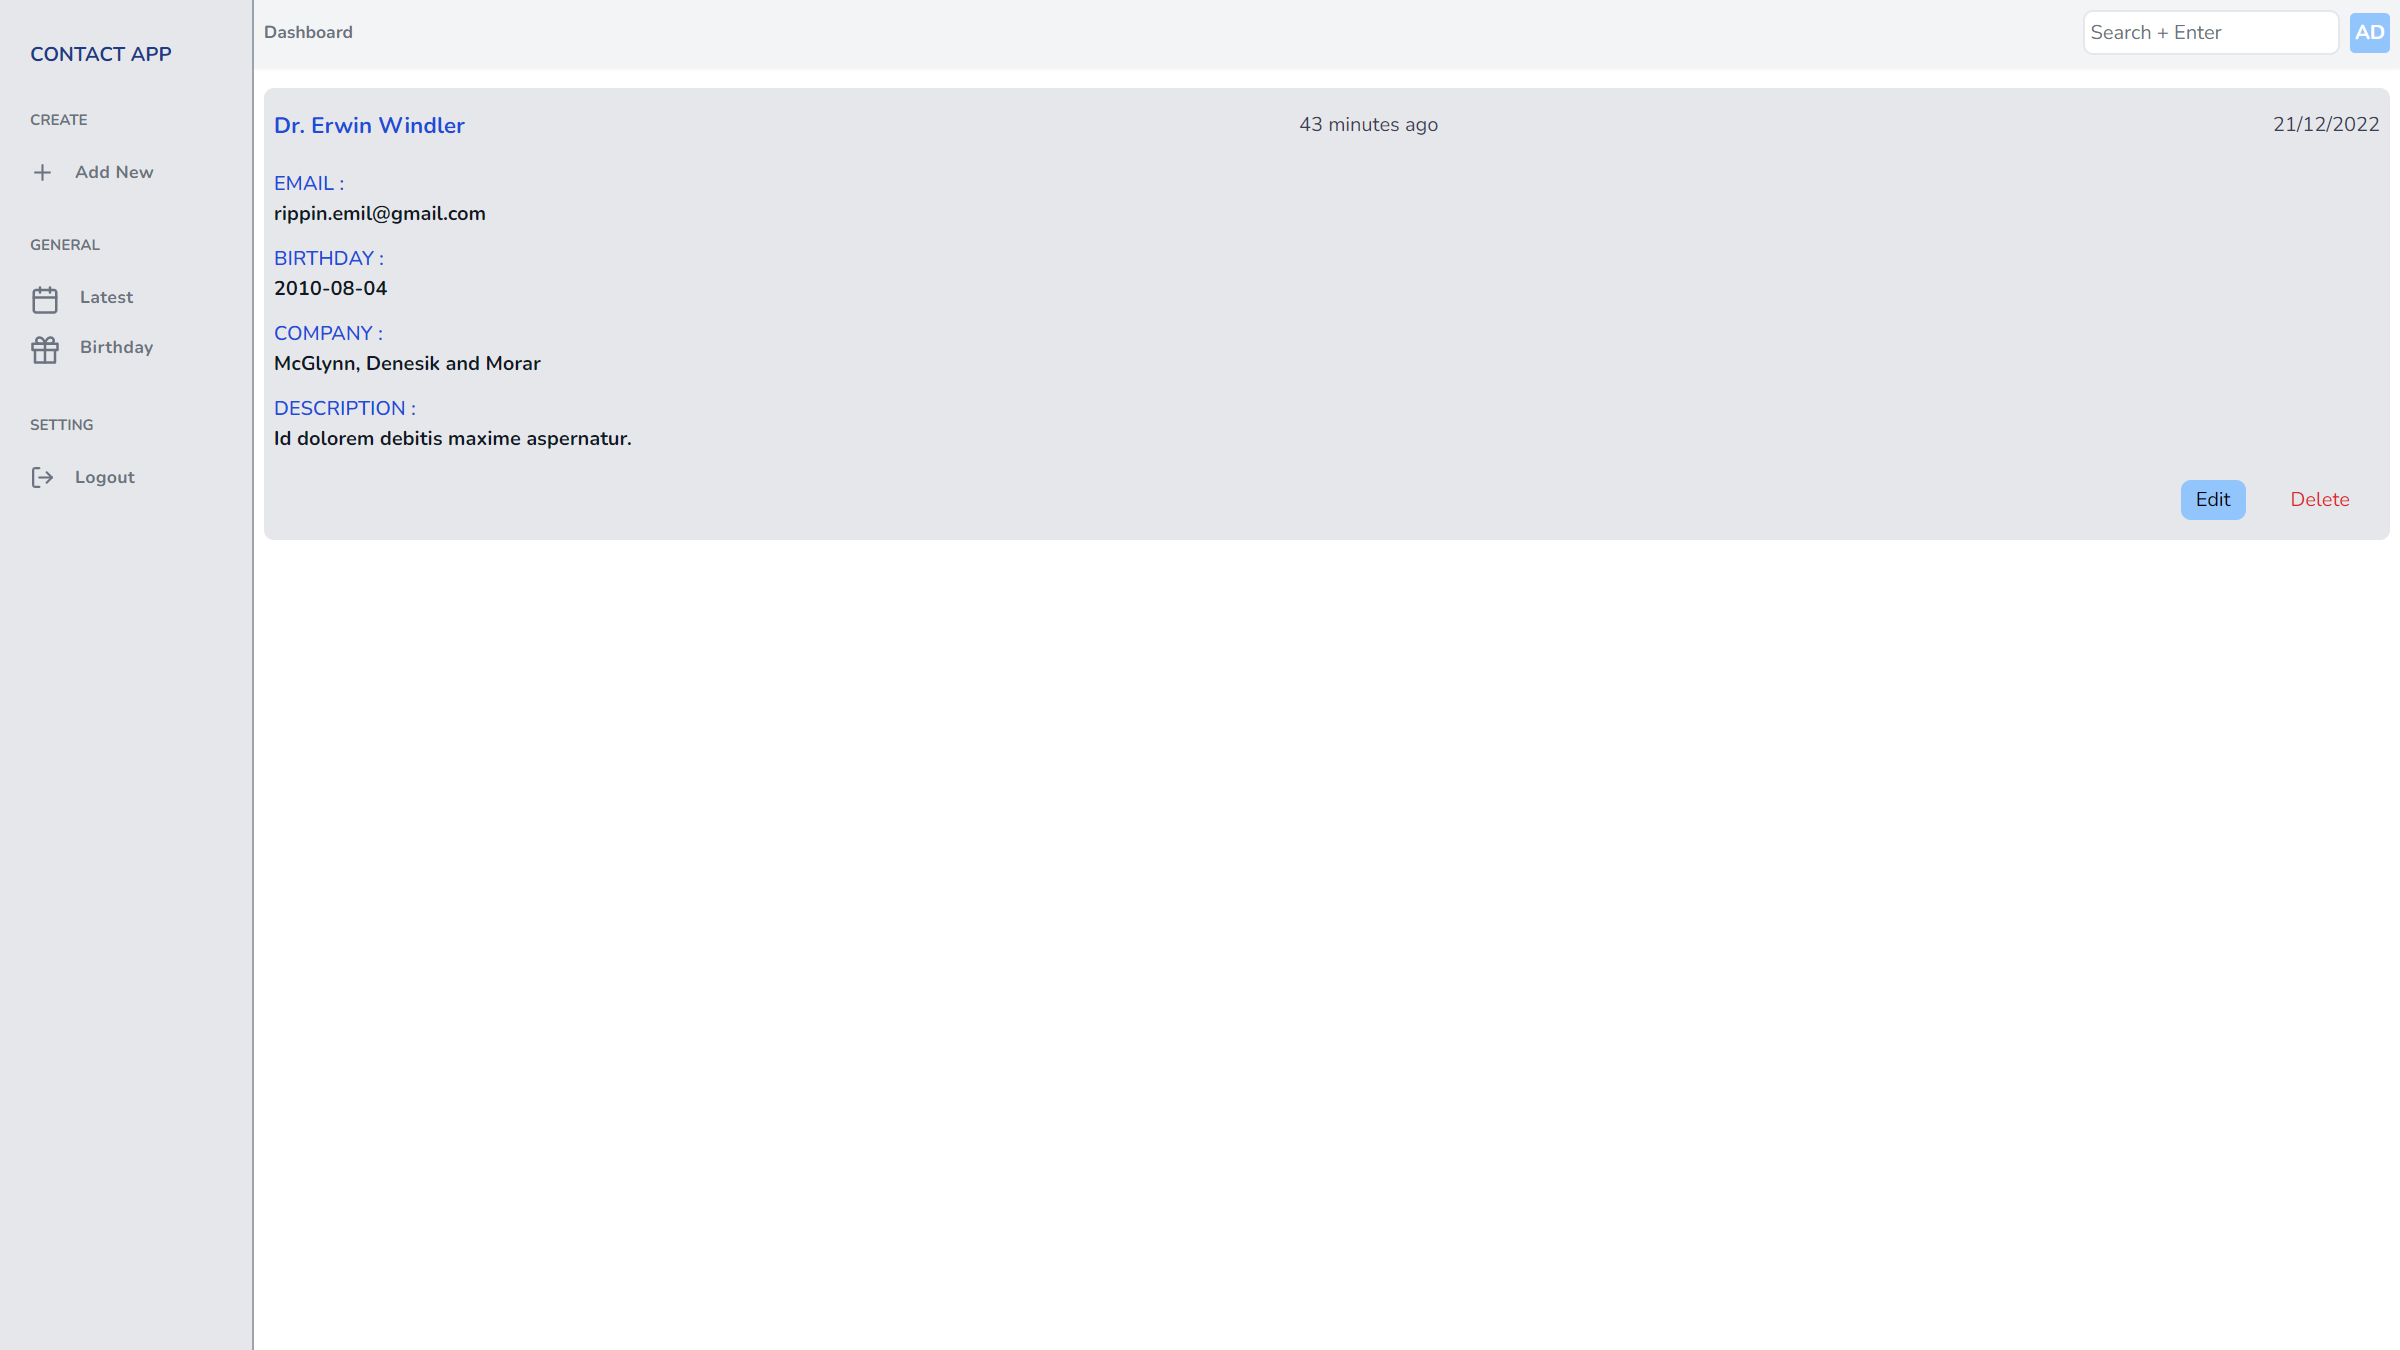 CONTACT APP
CREATE
Add New
GENERAL
Latest
Birthday
SETTING
Logout
Dashboard
Search + Enter
AD
Dr. Erwin Windler
43 minutes ago
21/12/2022
EMAIL :
rippin.emil@gmail.com
BIRTHDAY :
2010-08-04
COMPANY :
McGlynn, Denesik and Morar
DESCRIPTION :
Id dolorem debitis maxime aspernatur.
Edit
Delete